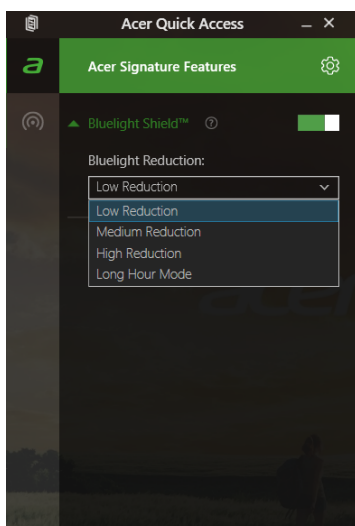 Acer Quick Access
a
Acer Signature Features
Bluelight Shield™ ?
Bluelight Reduction:
Low Reduction
Low Reduction
Medium Reduction
High Reduction
Long Hour Mode
acer